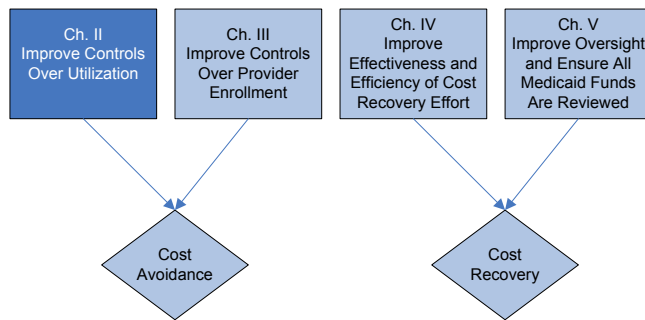 Ch. II
Improve Controls
Over Utilization
Ch. III
Improve Controls
Over Provider
Enrollment
Ch. IV
Improve
Effectiveness and
Efficiency of Cost
Recovery Effort
Ch. V
Improve Oversight
and Ensure All
Medicaid Funds
Are Reviewed
Cost
Avoidance
Cost
Recovery